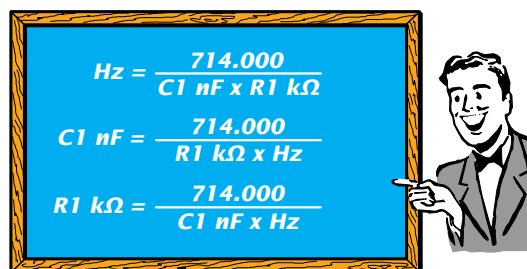 Hz = 714.000
C1 nF x R1 kΩ
C1 nF = 714.000
R1 kΩ x Hz
R1 kΩ = 714.000
C1 nF x Hz